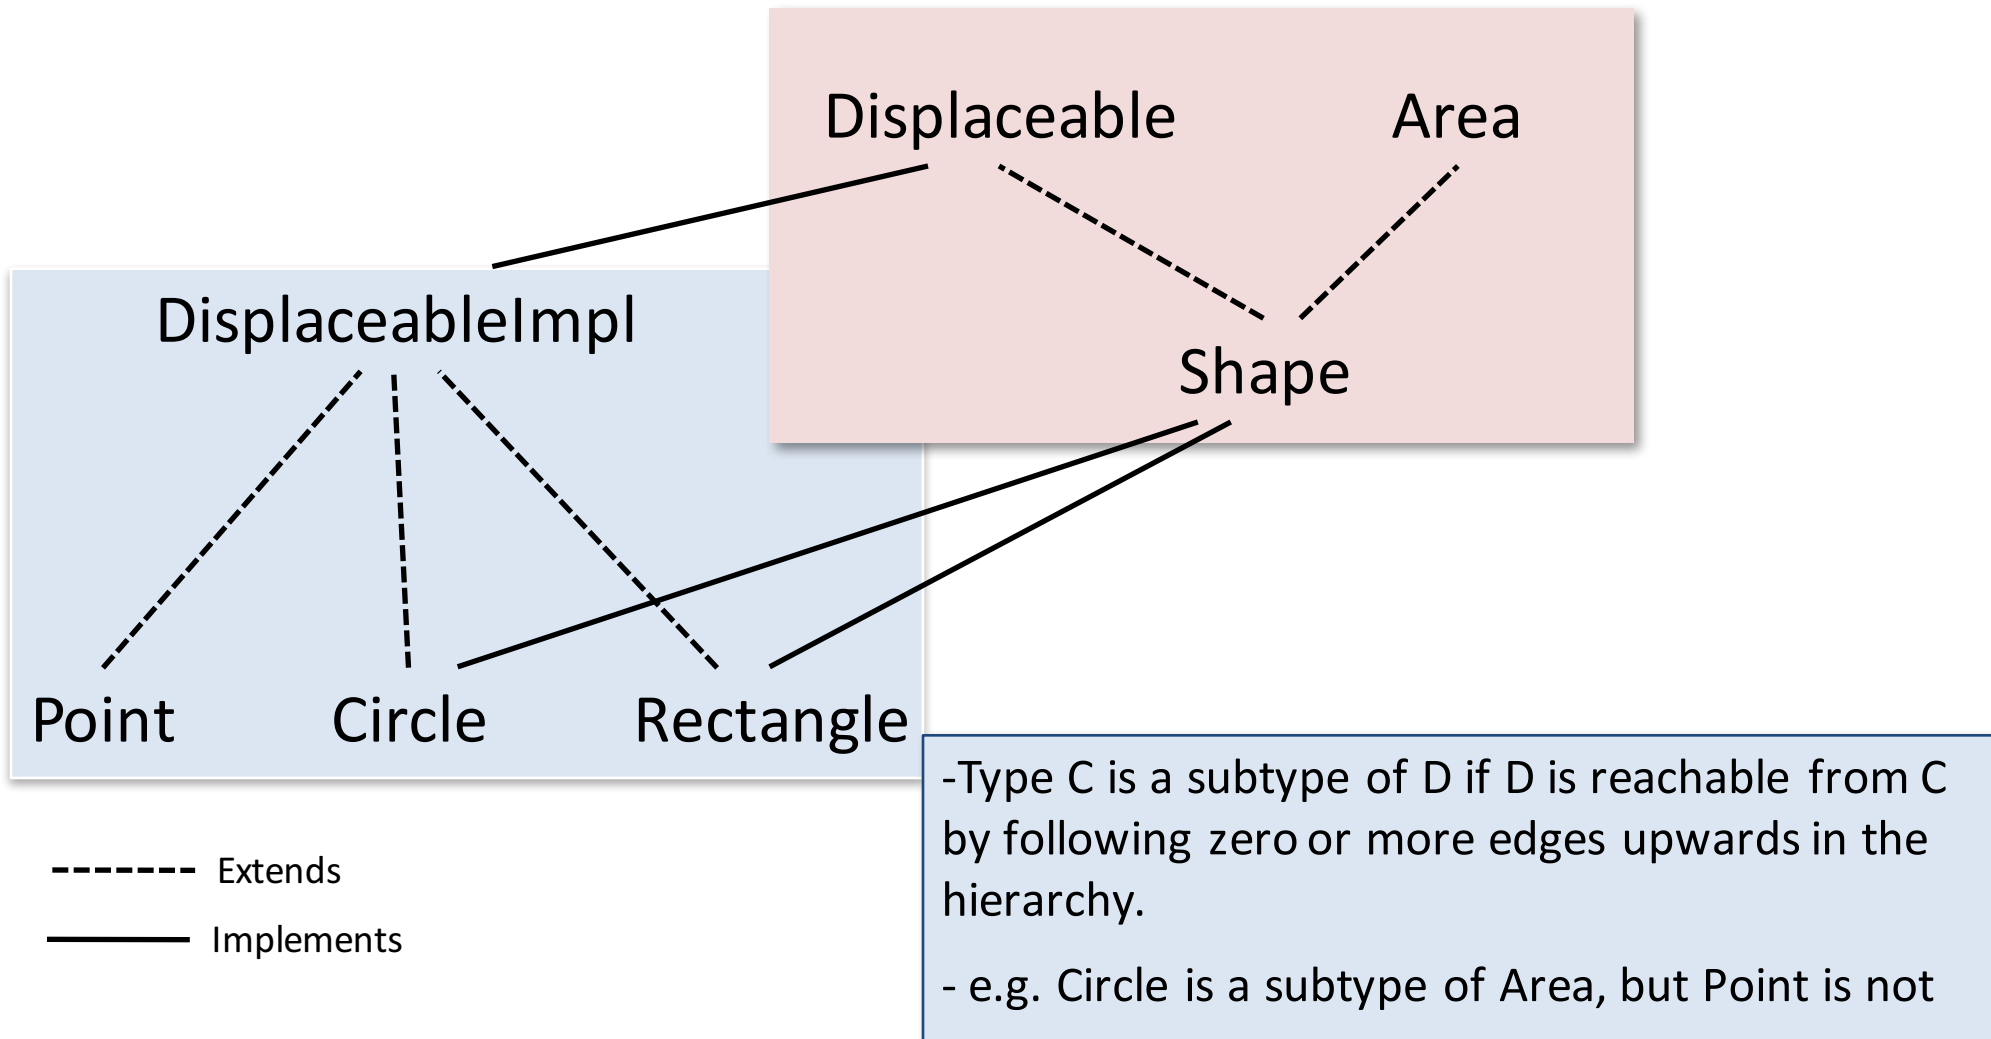 Displaceable
Area
DisplaceableImpl
Shape
Point
Circle
Rectangle
Extends
Implements
-Type C is a subtype of D if D is reachable from C
by following zero or more edges upwards in the
hierarchy.
- e.g. Circle is a subtype of Area, but Point is not